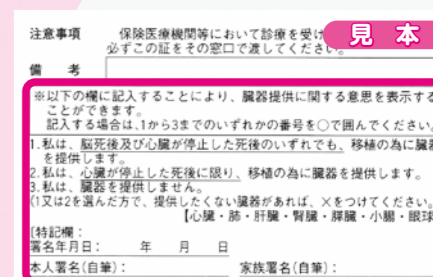 見 本
注意事項 保険医療機関等において診療を受け
必ずこの証をその窓口で渡してください。
備 考
※以下の欄に記入することにより、臓器提供に関する意思を表示する
ことができます。
記入する場合は、1から3までのいずれかの番号を○で囲んでください。
1.私は、脳死後及び心臓が停止した死後のいずれでも、移植の為に臓器
を提供します。
2.私は、心臓が停止した死後に限り、移植の為に臓器を提供します。
3.私は、臓器を提供しません。
(1又は2を選んだ方で、提供したくない臓器があれば、×をつけてください。
【心臓・肺・肝臓・腎臓・膵臓・小腸・眼球
〔特記欄：
署名年月日： 年 月 日
本人署名(自筆)： 家族署名(自筆)：